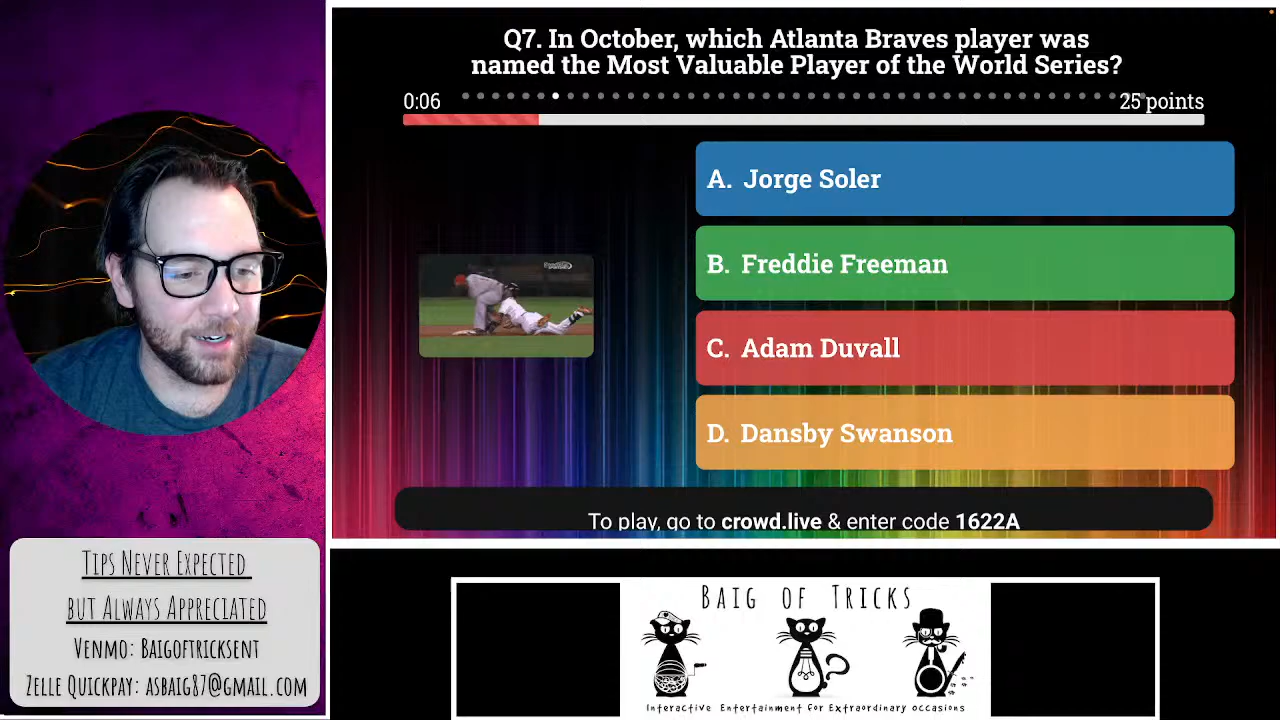 Q7. In October, which Atlanta Braves player was
named the Most Valuable Player of the World Series?
0:06
25 points
A. Jorge Soler
B. Freddie Freeman
C. Adam Duvall
D. Dansby Swanson
To play, go to crowd.live & enter code 1622A
Tips Never Expected
but Always Appreciated
Venmo: Baigoftricksent
Zelle Quickpay: asbaig87@gmail.com
Baig of Tricks
Interactive Entertainment for Extraordinary Occasions